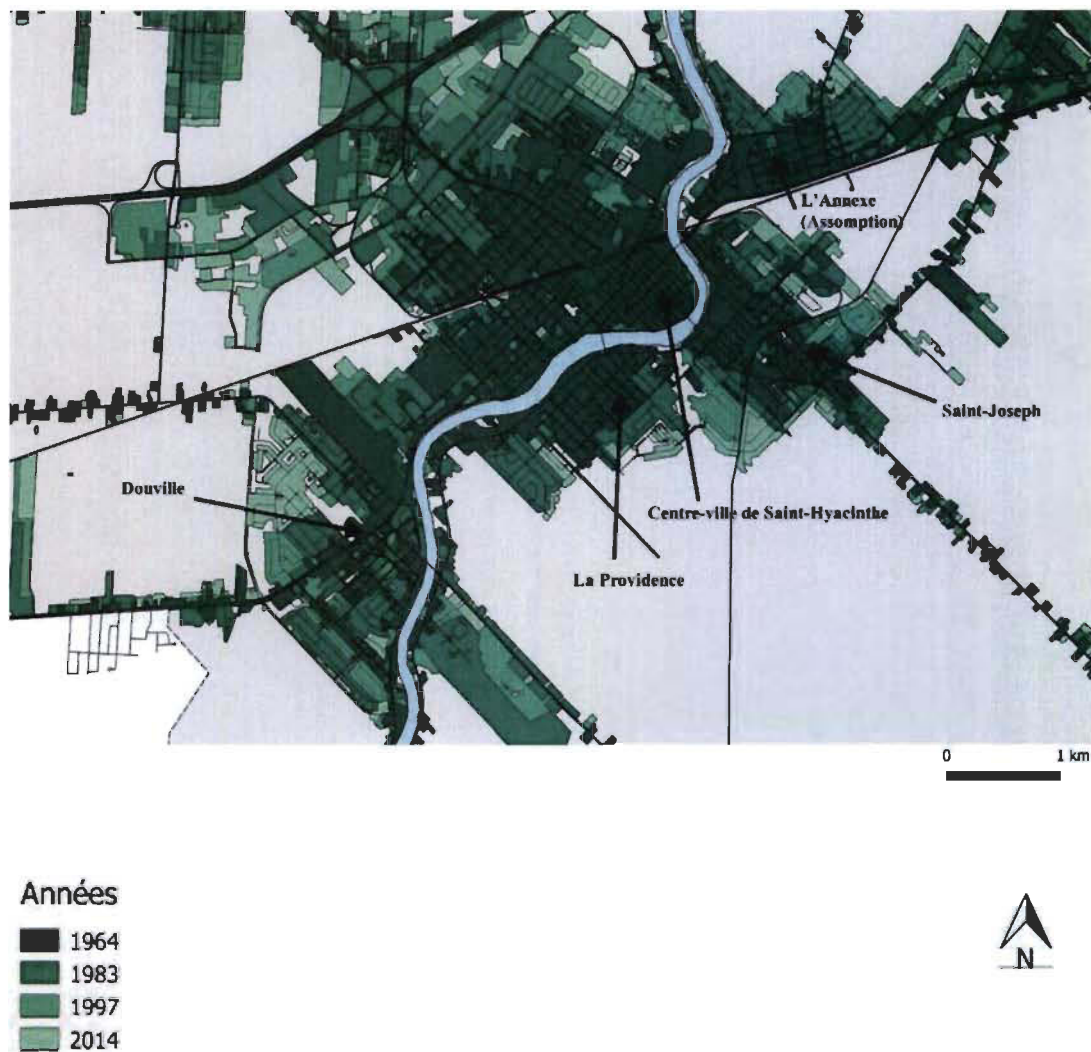 L'Annexe
(Assomption)
Saint-Joseph
Douville
Centre-ville de Saint-Hyacinthe
La Providence
0 1 km
Années
1964
1983
1997
2014
N